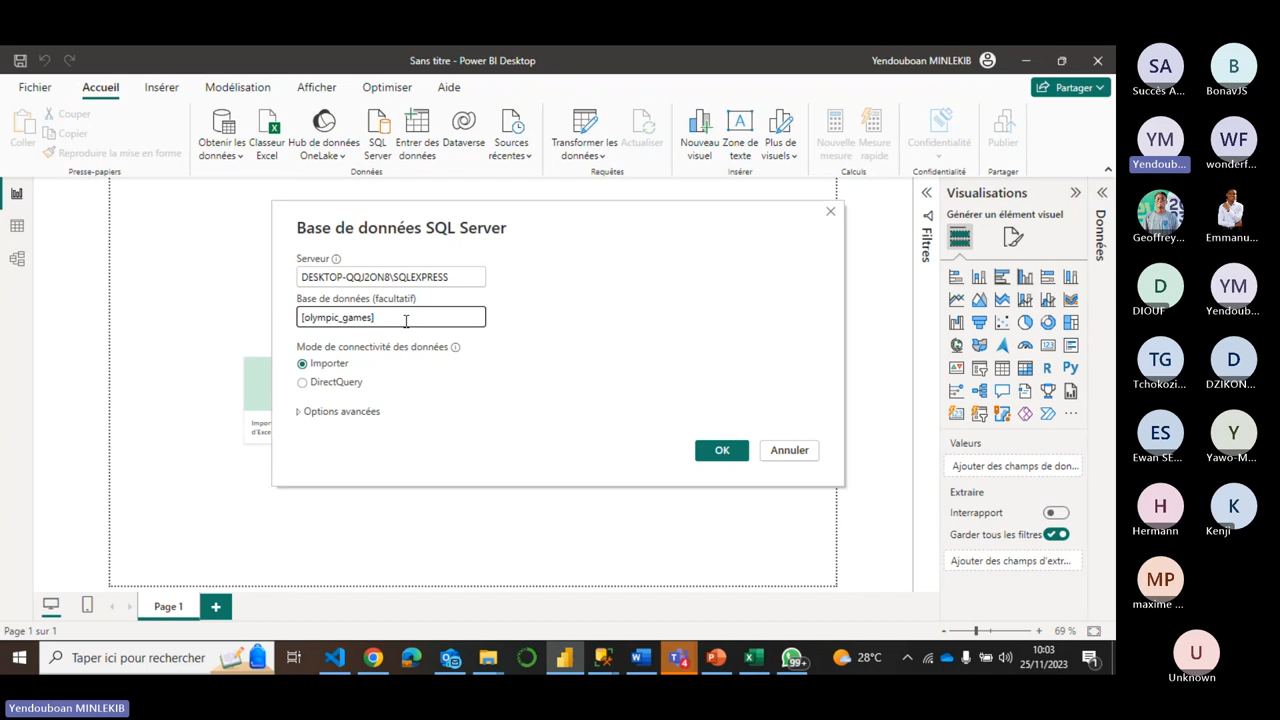 Sans titre - Power BI Desktop
Yendouboan MINLEKIB
Fichier
Accueil
Insérer
Modélisation
Afficher
Optimiser
Aide
Partager
Coller
Couper
Copier
Reproduire la mise en forme
Presse-papiers
Obtenir les données
Classeur Excel
Hub de données OneLake
SQL Server
Entrer des données
Dataverse
Sources récentes
Données
Transformer les données
Actualiser
Requêtes
Nouveau visuel
Zone de texte
Plus de visuels
Insérer
Nouvelle mesure
Mesure rapide
Calculs
Confidentialité
Confidentialité
Publier
Partager
Base de données SQL Server
Serveur
DESKTOP-QQJ2ON8\SQLEXPRESS
Base de données (facultatif)
[olympic_games]
Mode de connectivité des données
Importer
DirectQuery
Options avancées
OK
Annuler
Impor
d'Exce
Filtres
Visualisations
Générer un élément visuel
123
R
Py
Valeurs
Ajouter des champs de don...
Extraire
Interrapport
Garder tous les filtres
Ajouter des champs d'extr...
Données
Page 1
Page 1 sur 1
69 %
Taper ici pour rechercher
99+
28°C
10:03
25/11/2023
1
Yendouboan MINLEKIB
SA
Succès A...
B
BonavJS
YM
Yendoub...
WF
wonderf...
Geoffrey...
Emmanu...
D
DIOUF
YM
Yendoub...
TG
Tchokozi...
D
DZIKON...
ES
Ewan SE...
Y
Yawo-M...
H
Hermann
K
Kenji
MP
maxime ...
U
Unknown